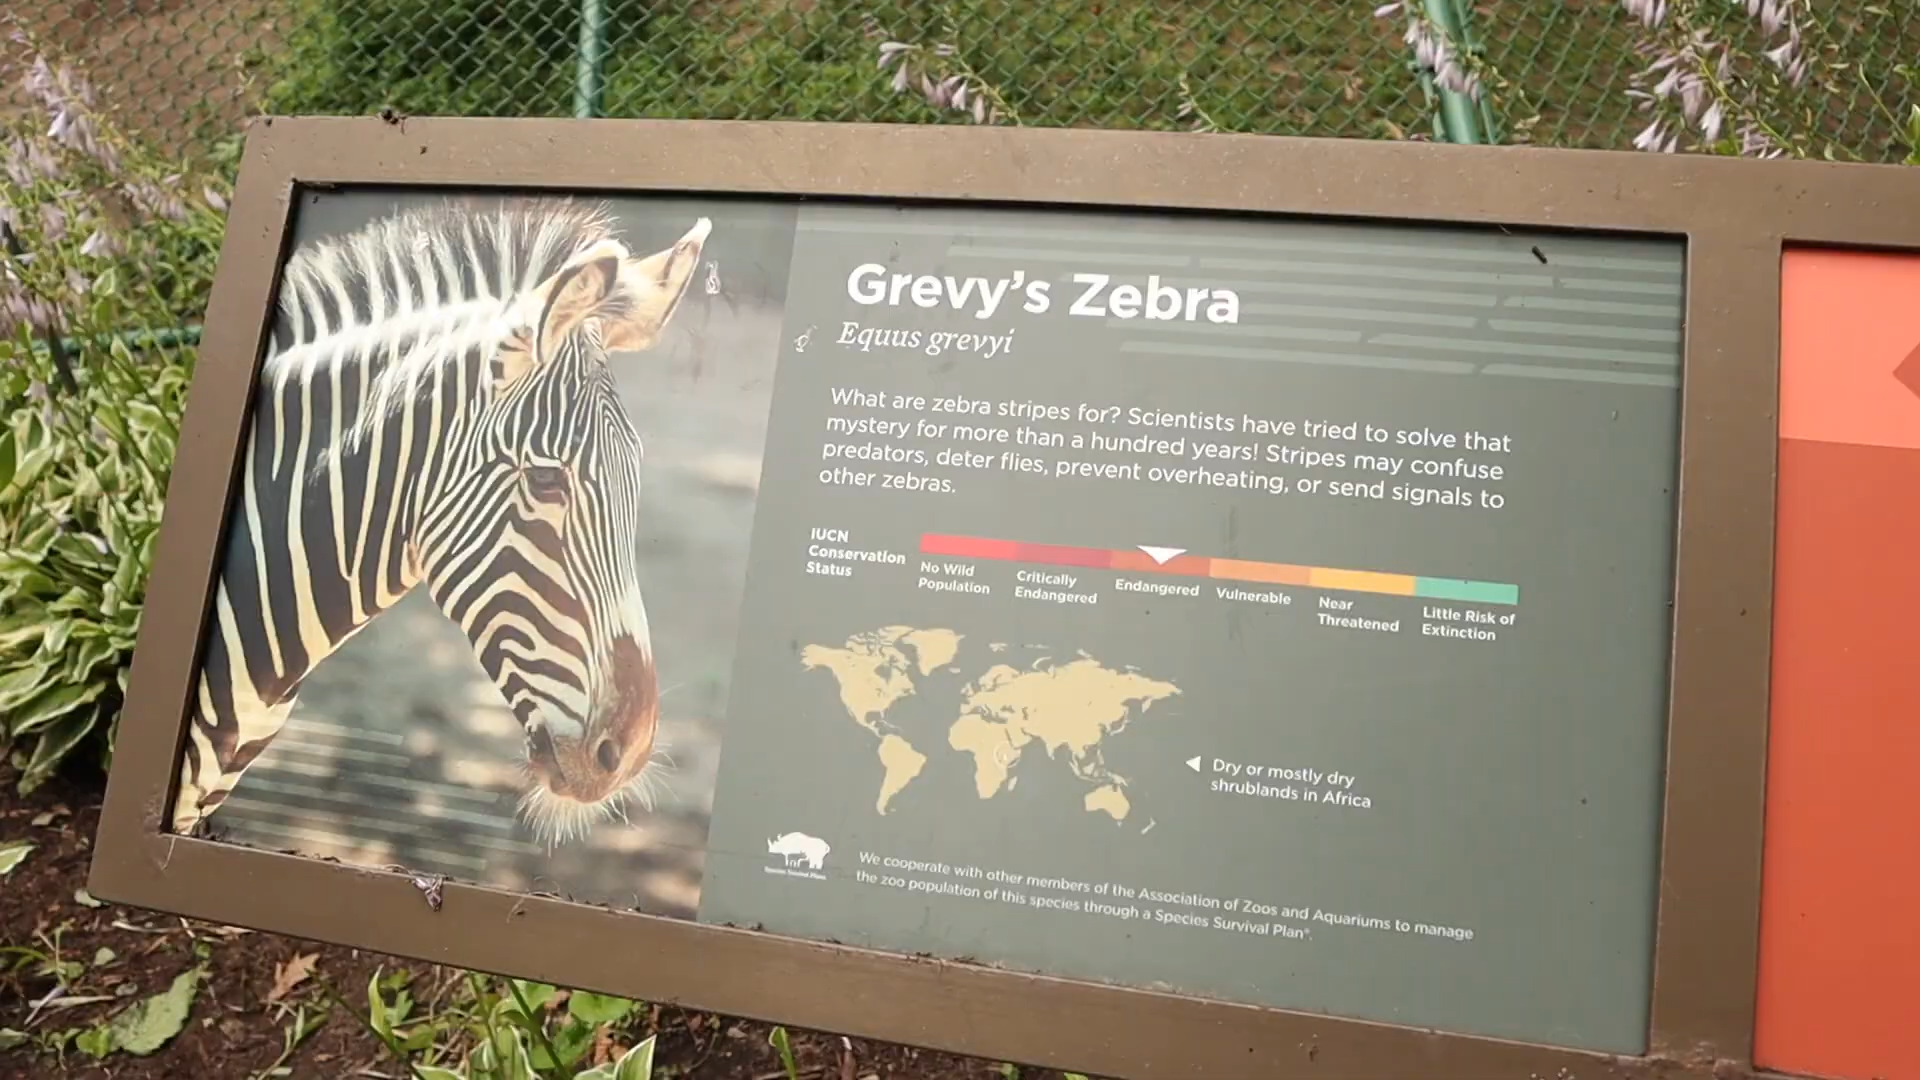 Grevy's Zebra
Equus grevyi
What are zebra stripes for? Scientists have tried to solve that
mystery for more than a hundred years! Stripes may confuse
predators, deter flies, prevent overheating, or send signals to
other zebras.
IUCN
Conservation
Status
No Wild
Population
Critically
Endangered
Endangered
Vulnerable
Near
Threatened
Little Risk of
Extinction
Dry or mostly dry
shrublands in Africa
Species Survival Plans
We cooperate with other members of the Association of Zoos and Aquariums to manage
the zoo population of this species through a Species Survival Plan®.